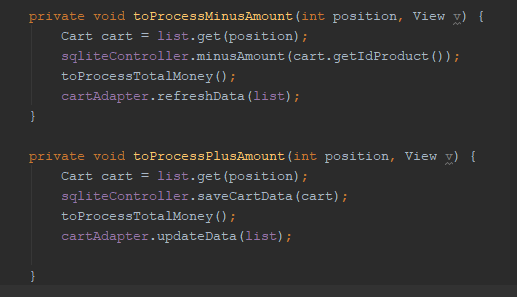 private void toProcessMinusAmount(int position, View v) {
Cart cart = list.get(position);
sqliteController.minusAmount(cart.getIdProduct());
toProcessTotalMoney();
cartAdapter.refreshData(list);
}
private void toProcessPlusAmount(int position, View v) {
Cart cart = list.get(position);
sqliteController.saveCartData(cart);
toProcessTotalMoney();
cartAdapter.updateData(list);
}